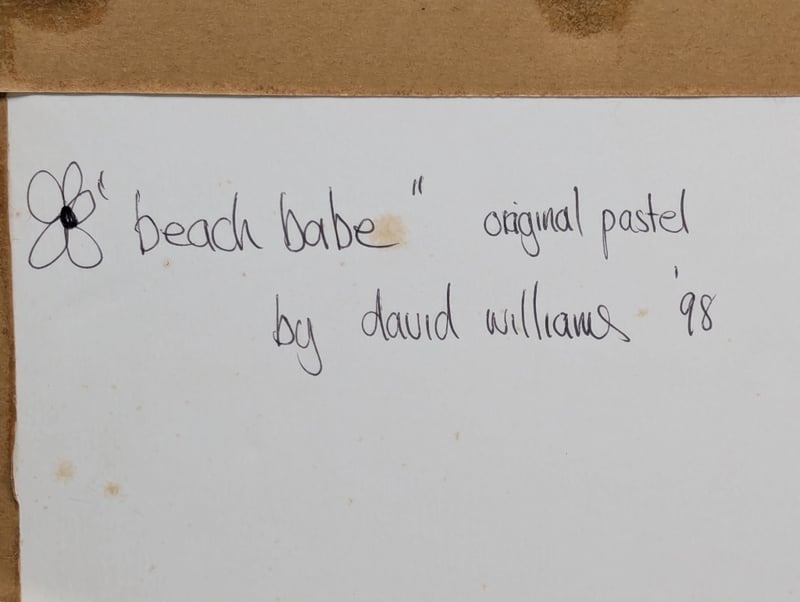 "beach babe" original pastel
by david williams '98